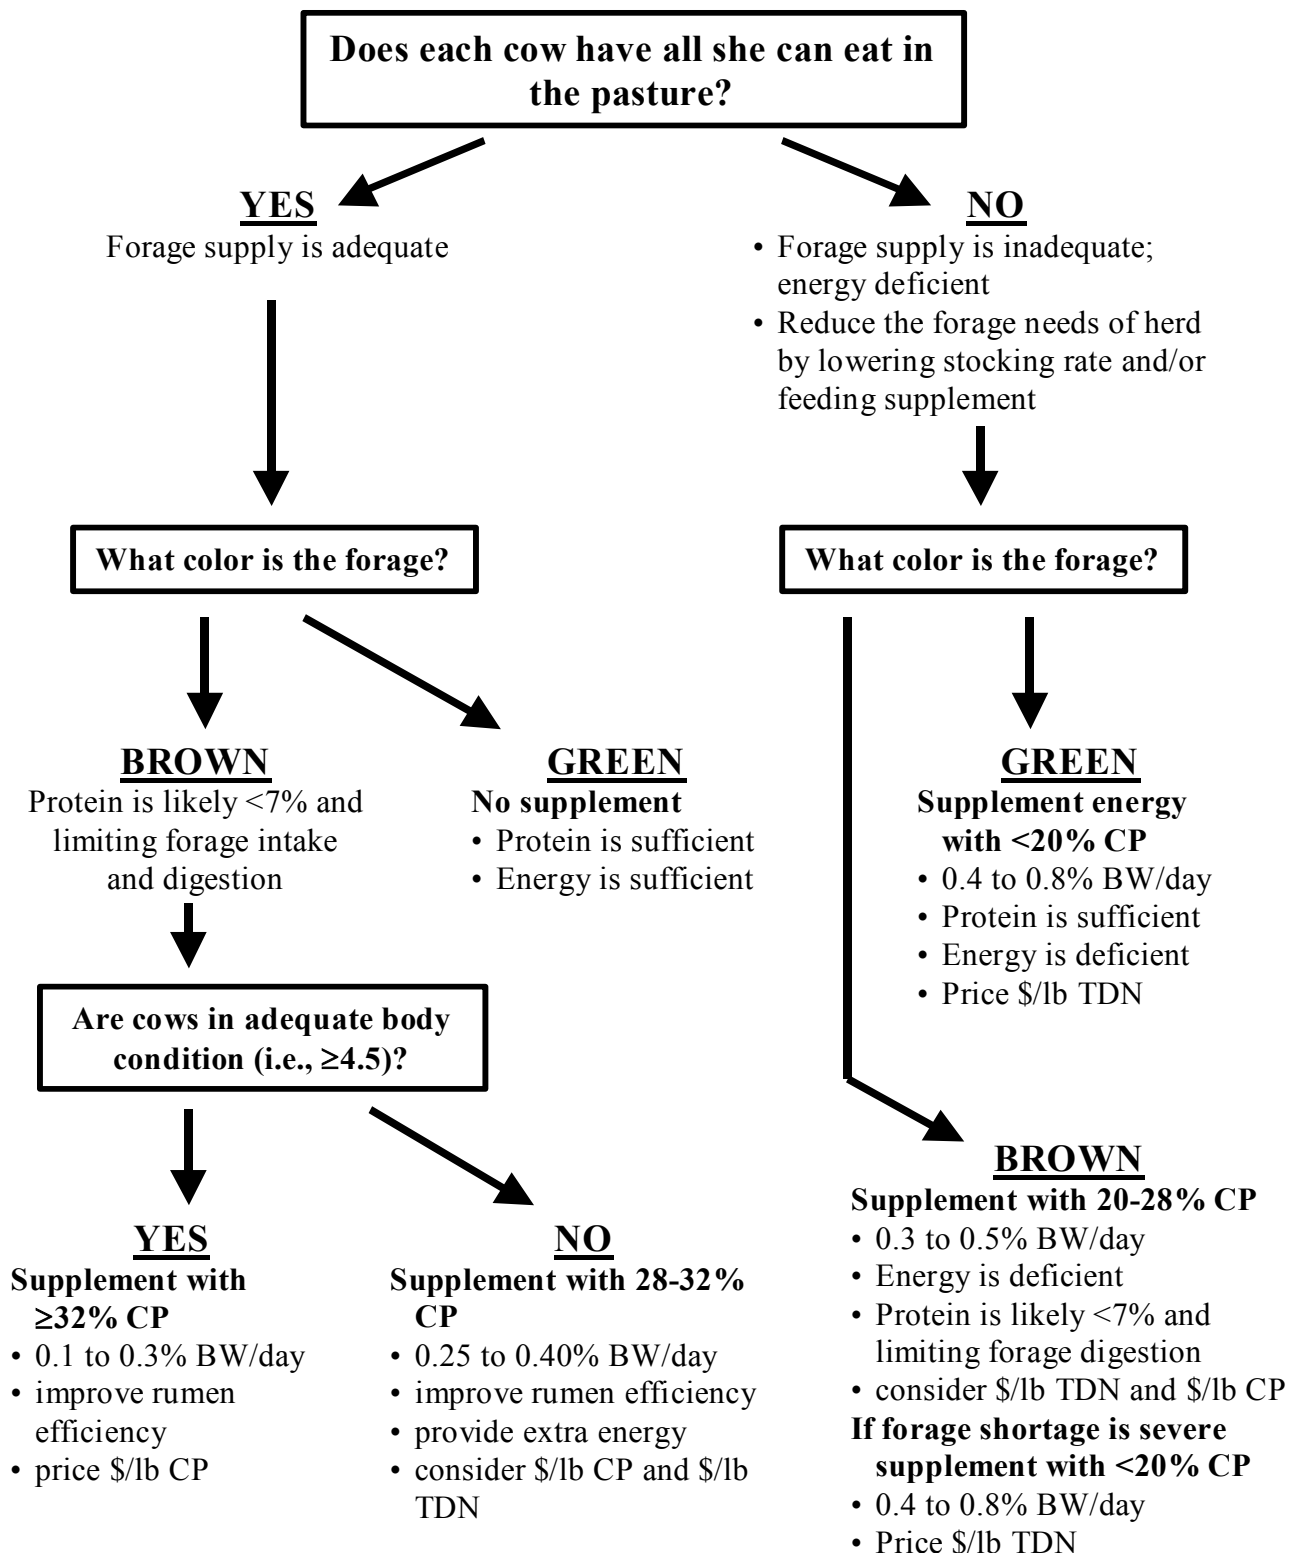 Does each cow have all she can eat in
the pasture?
YES
Forage supply is adequate
NO
• Forage supply is inadequate;
energy deficient
• Reduce the forage needs of herd
by lowering stocking rate and/or
feeding supplement
What color is the forage?
BROWN
Protein is likely <7% and
limiting forage intake
and digestion
GREEN
No supplement
• Protein is sufficient
• Energy is sufficient
Are cows in adequate body
condition (i.e., ≥4.5)?
YES
Supplement with
≥32% CP
• 0.1 to 0.3% BW/day
• improve rumen
efficiency
• price $/lb CP
NO
Supplement with 28-32%
CP
• 0.25 to 0.40% BW/day
• improve rumen efficiency
• provide extra energy
• consider $/lb CP and $/lb
TDN
What color is the forage?
GREEN
Supplement energy
with <20% CP
• 0.4 to 0.8% BW/day
• Protein is sufficient
• Energy is deficient
• Price $/lb TDN
BROWN
Supplement with 20-28% CP
• 0.3 to 0.5% BW/day
• Energy is deficient
• Protein is likely <7% and
limiting forage digestion
• consider $/lb TDN and $/lb CP
If forage shortage is severe
supplement with <20% CP
• 0.4 to 0.8% BW/day
• Price $/lb TDN